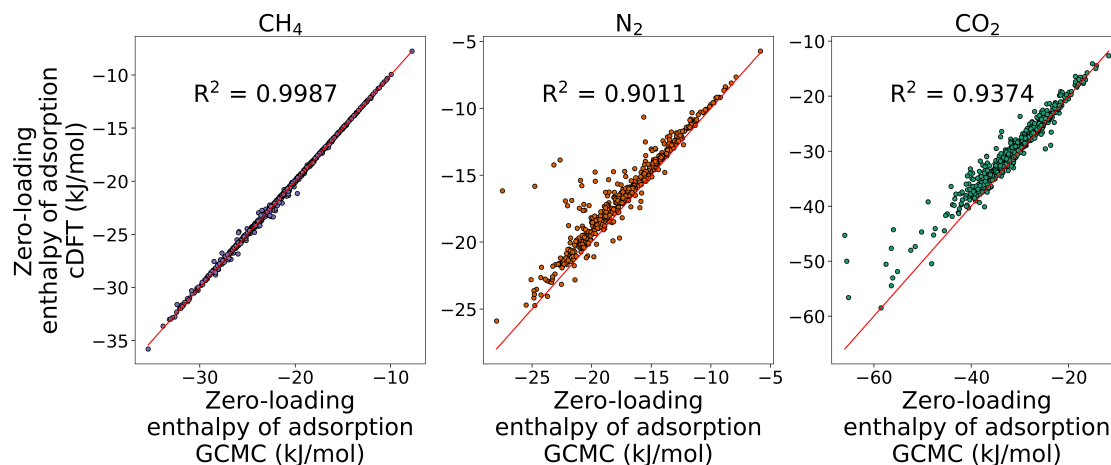 CH₄
N₂
CO₂
R² = 0.9987
R² = 0.9011
R² = 0.9374
Zero-loading
enthalpy of adsorption
cDFT (kJ/mol)
−10
−15
−20
−25
−30
−35
−30
−20
−10
Zero-loading
enthalpy of adsorption
GCMC (kJ/mol)
−5
−10
−15
−20
−25
−25
−20
−15
−10
−5
Zero-loading
enthalpy of adsorption
GCMC (kJ/mol)
−10
−20
−30
−40
−50
−60
−60
−40
−20
Zero-loading
enthalpy of adsorption
GCMC (kJ/mol)